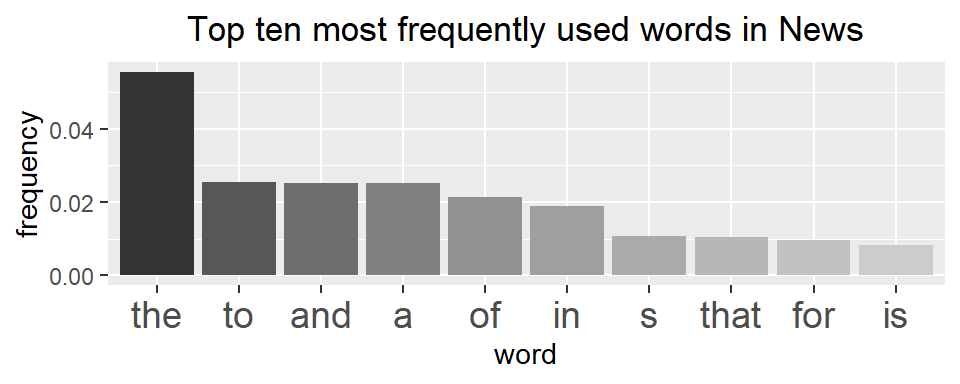 Top ten most frequently used words in News
frequency
0.04
0.02
0.00
the to and a of in s that for is
word